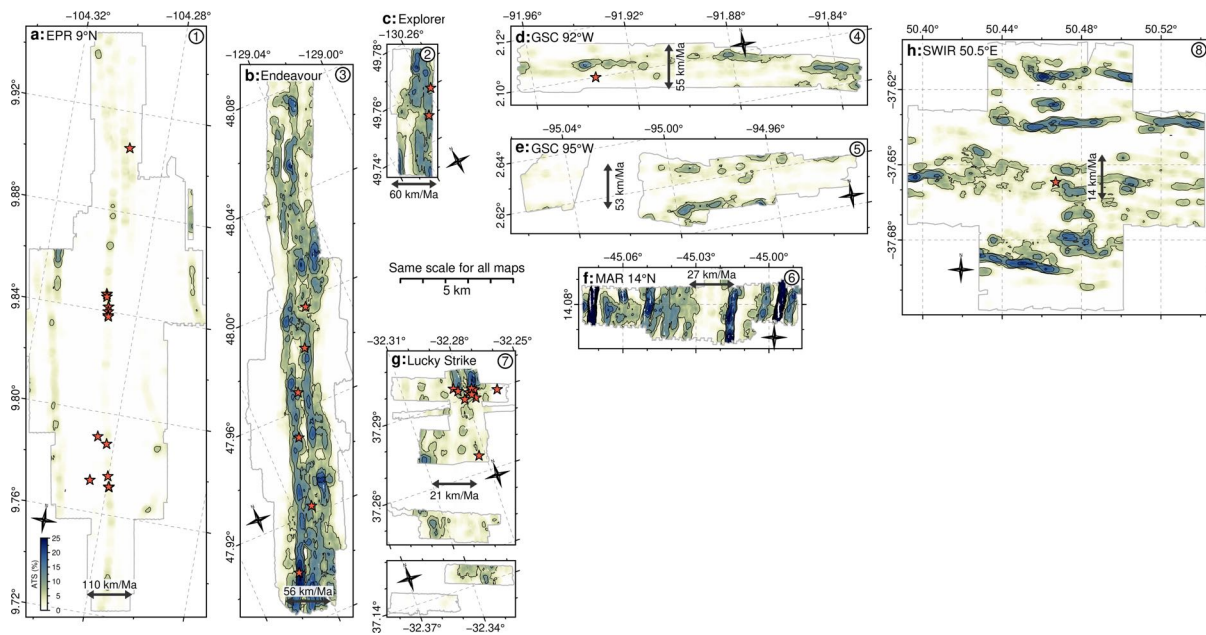 −104.32° −104.28°
a: EPR 9°N 1
9.92°
9.88°
9.84°
9.80°
9.76°
9.72°
25
20
15
10
5
0
ATS (%)
110 km/Ma
−129.04° −129.00°
b: Endeavour 3
48.08°
48.04°
48.00°
47.96°
47.92°
56 km/Ma
c: Explorer
−130.26°
2
49.78°
49.76°
49.74°
60 km/Ma
Same scale for all maps
5 km
−91.96° −91.92° −91.88° −91.84°
d: GSC 92°W 4
2.12°
2.10°
55 km/Ma
−95.04° −95.00° −94.96°
e: GSC 95°W 5
2.64°
2.62°
53 km/Ma
−45.06° −45.03° −45.00°
f: MAR 14°N 6
27 km/Ma
14.08°
−32.31° −32.28° −32.25°
g: Lucky Strike 7
37.29°
37.26°
21 km/Ma
37.14°
−32.37° −32.34°
50.40° 50.44° 50.48° 50.52°
h: SWIR 50.5°E 8
−37.62°
−37.65°
−37.68°
14 km/Ma